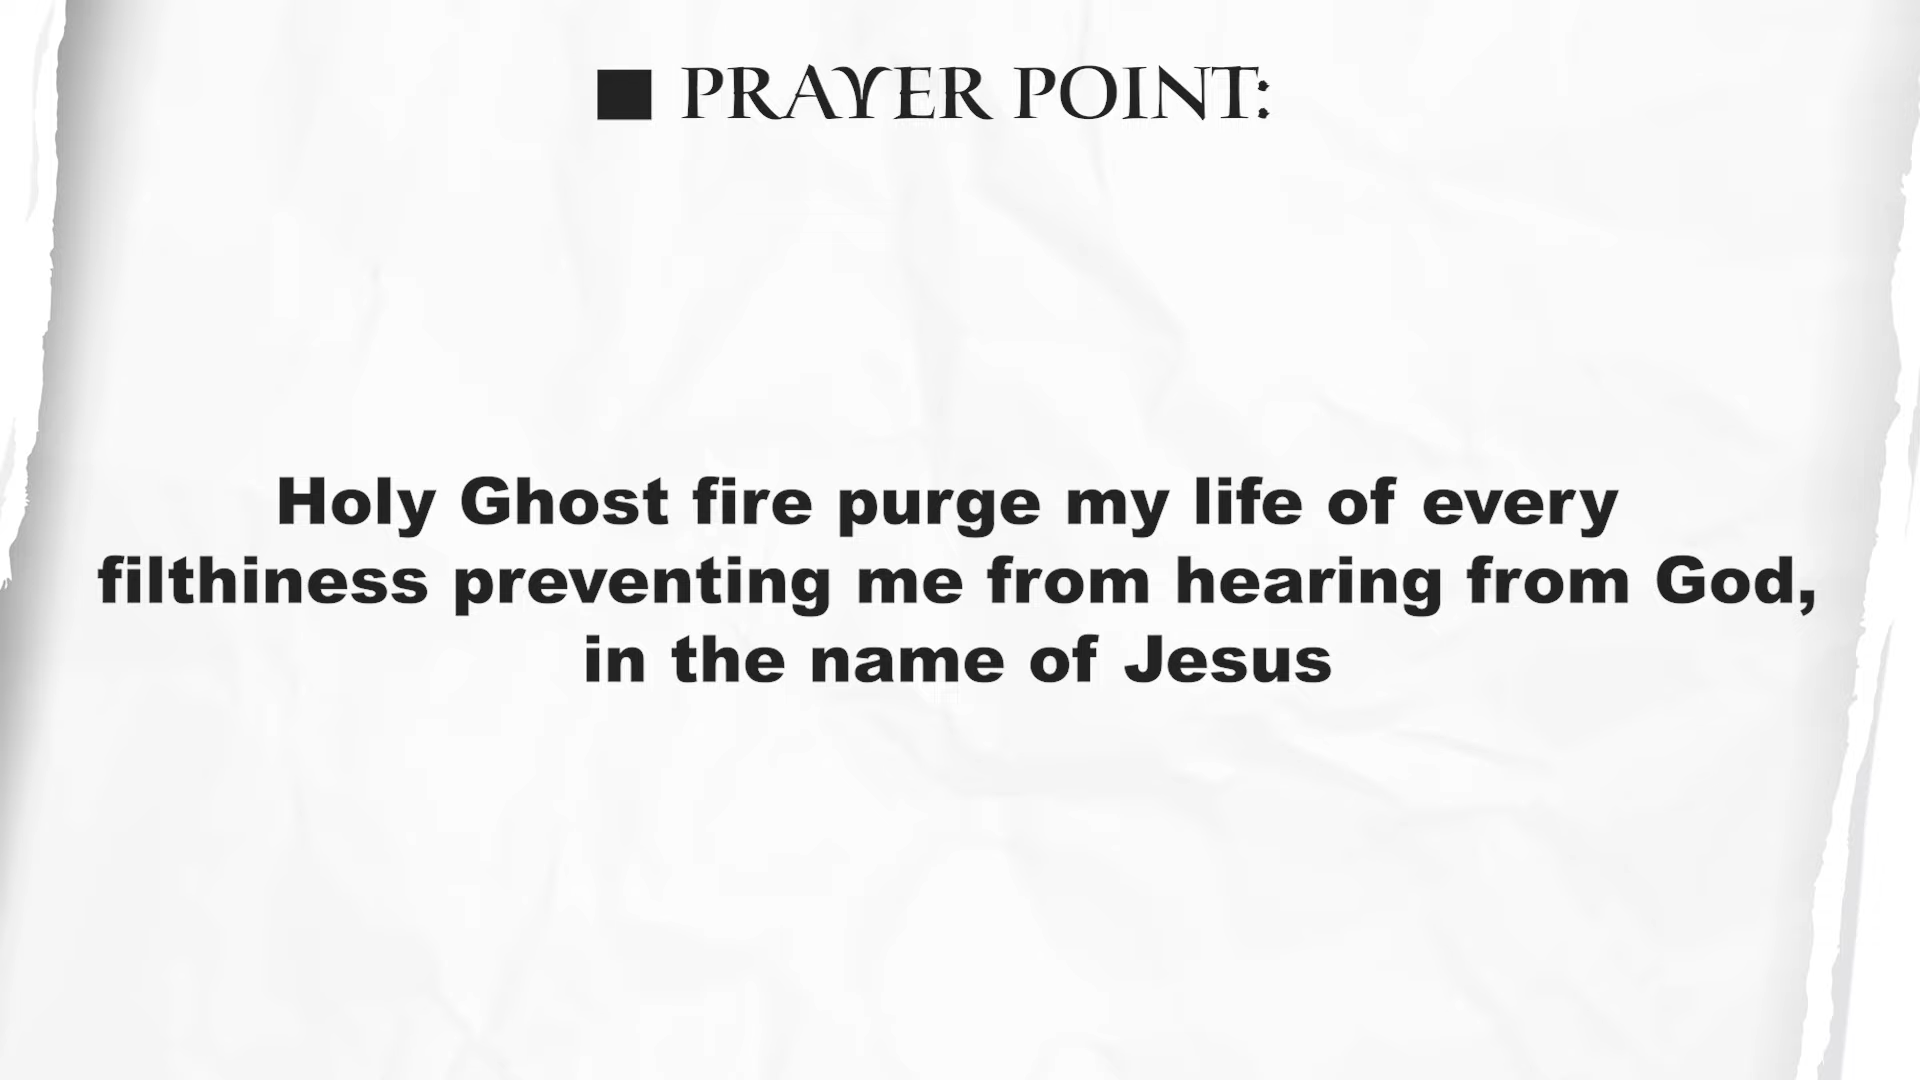 ■ PRAYER POINT:
Holy Ghost fire purge my life of every
filthiness preventing me from hearing from God,
in the name of Jesus